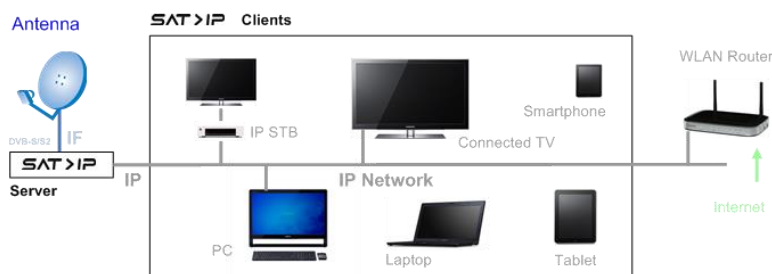 Antenna
SAT>IP Clients
WLAN Router
Smartphone
IP STB
Connected TV
DVB-S/S2 IF
SAT>IP
Server
IP
IP Network
Internet
PC
Laptop
Tablet